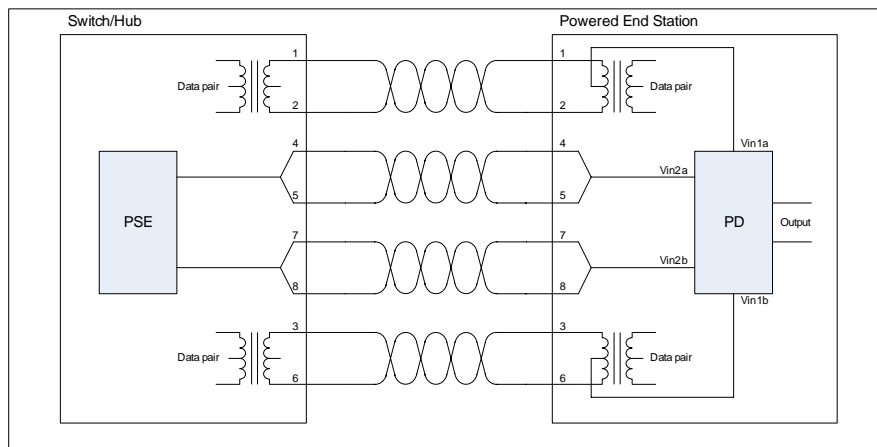 Switch/Hub
Powered End Station
1
1
Data pair
Data pair
2
2
Vin1a
4
4
Vin2a
5
5
PSE
PD
Output
7
7
Vin2b
8
8
Vin1b
3
3
Data pair
Data pair
6
6